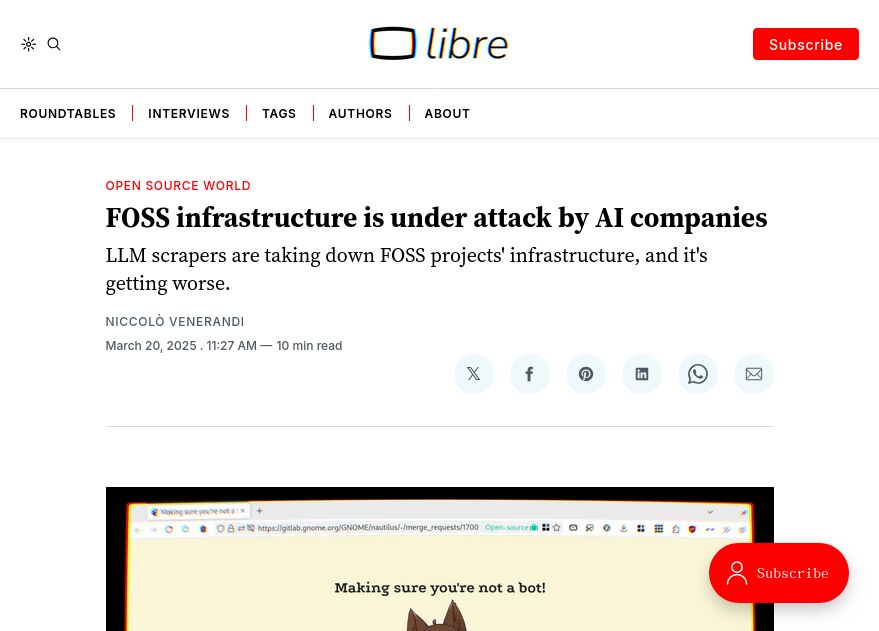 libre
Subscribe
ROUNDTABLES
INTERVIEWS
TAGS
AUTHORS
ABOUT
OPEN SOURCE WORLD
FOSS infrastructure is under attack by AI companies
LLM scrapers are taking down FOSS projects' infrastructure, and it's
getting worse.
NICCOLÒ VENERANDI
March 20, 2025 . 11:27 AM — 10 min read
Making sure you're not a
https://gitlab.gnome.org/GNOME/nautilus/-/merge_requests/1700
Open-source
Making sure you're not a bot!
Subscribe